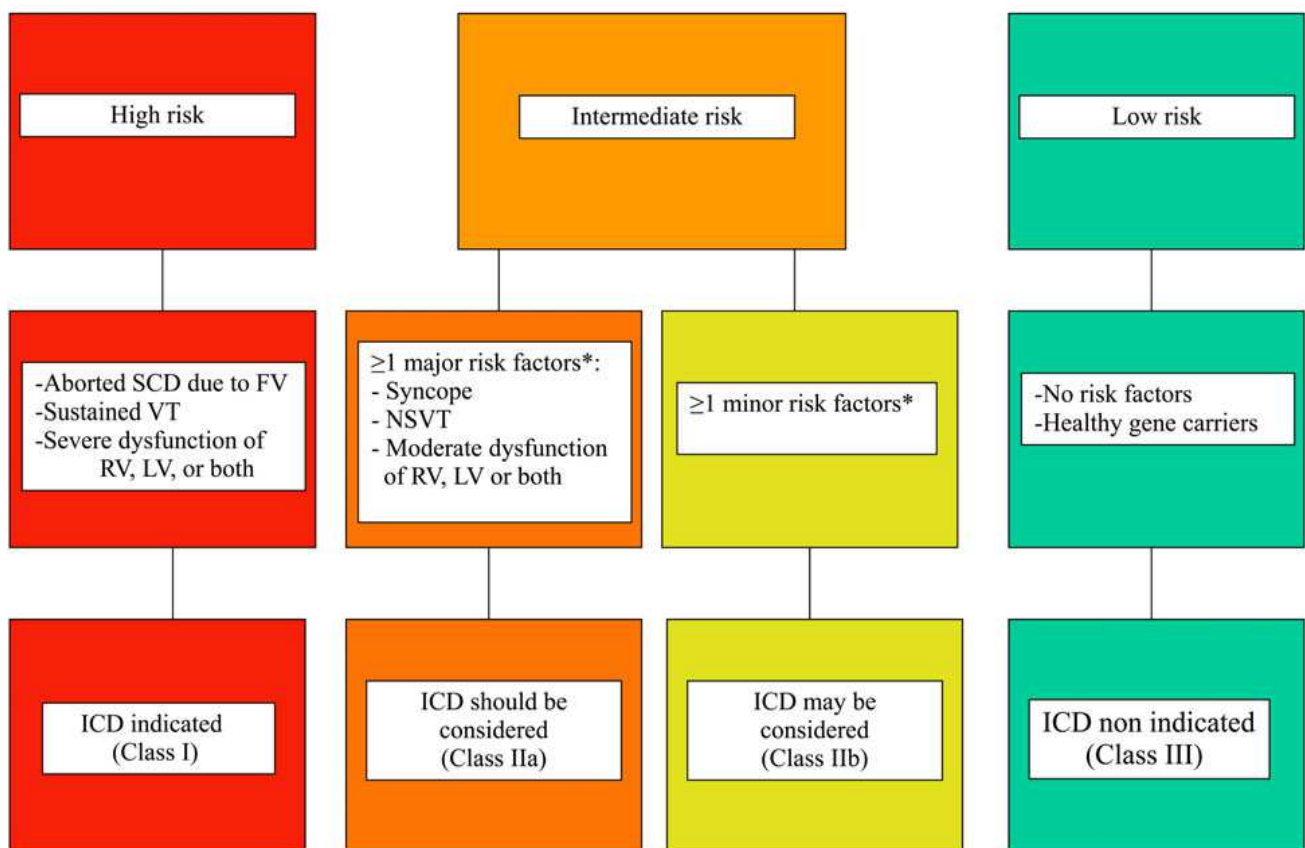 High risk
Intermediate risk
Low risk
-Aborted SCD due to FV
-Sustained VT
-Severe dysfunction of
RV, LV, or both
≥1 major risk factors*:
- Syncope
- NSVT
- Moderate dysfunction
of RV, LV or both
≥1 minor risk factors*
-No risk factors
-Healthy gene carriers
ICD indicated
(Class I)
ICD should be
considered
(Class IIa)
ICD may be
considered
(Class IIb)
ICD non indicated
(Class III)